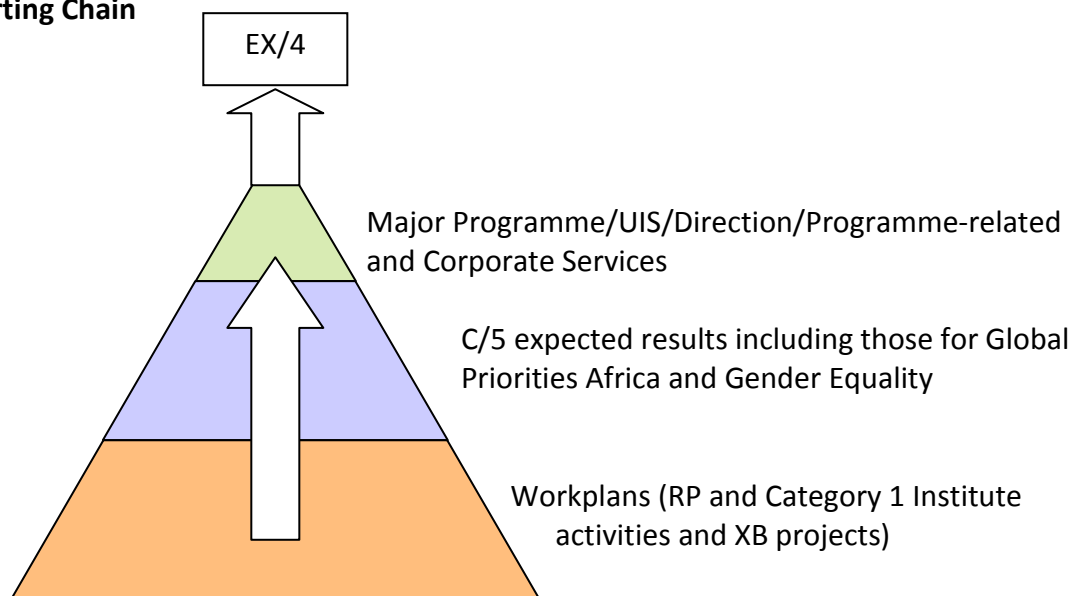 Chain
EX/4
Major Programme/UIS/Direction/Programme-related
and Corporate Services
C/5 expected results including those for Global
Priorities Africa and Gender Equality
Workplans (RP and Category 1 Institute
activities and XB projects)